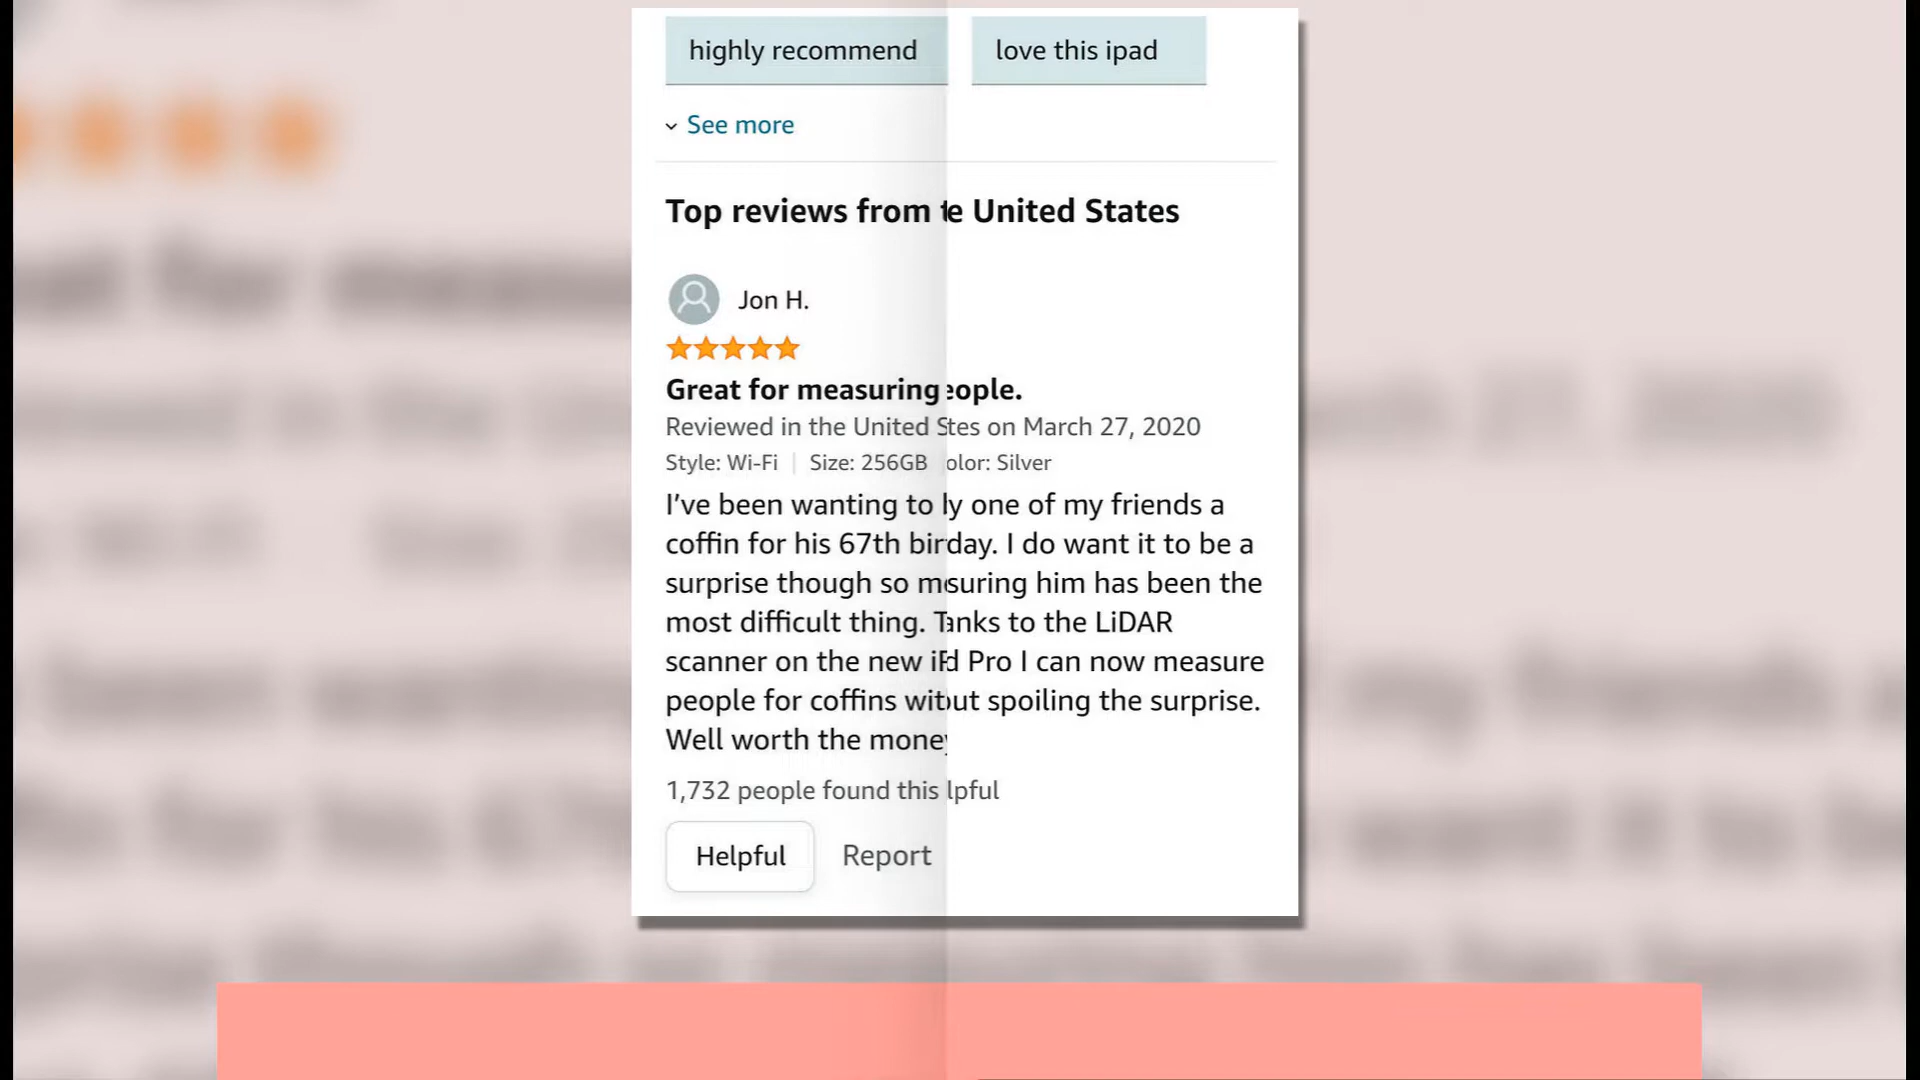 highly recommend
love this ipad
See more
Top reviews from te United States
Jon H.
Great for measuring eople.
Reviewed in the United Stes on March 27, 2020
Style: Wi-Fi | Size: 256GB olor: Silver
I've been wanting to ly one of my friends a
coffin for his 67th birday. I do want it to be a
surprise though so msuring him has been the
most difficult thing. Tanks to the LiDAR
scanner on the new iPd Pro I can now measure
people for coffins witout spoiling the surprise.
Well worth the money
1,732 people found this lpful
Helpful
Report